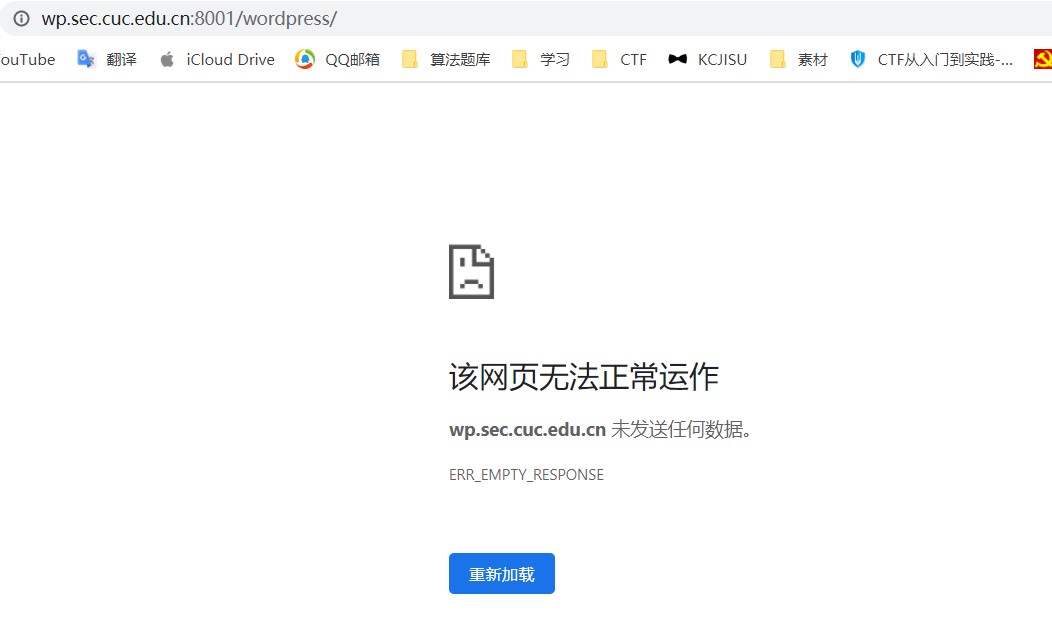 wp.sec.cuc.edu.cn:8001/wordpress/
ouTube 翻译 iCloud Drive QQ邮箱 算法题库 学习 CTF KCJISU 素材 CTF从入门到实践-...
该网页无法正常运作
wp.sec.cuc.edu.cn 未发送任何数据。
ERR_EMPTY_RESPONSE
重新加载